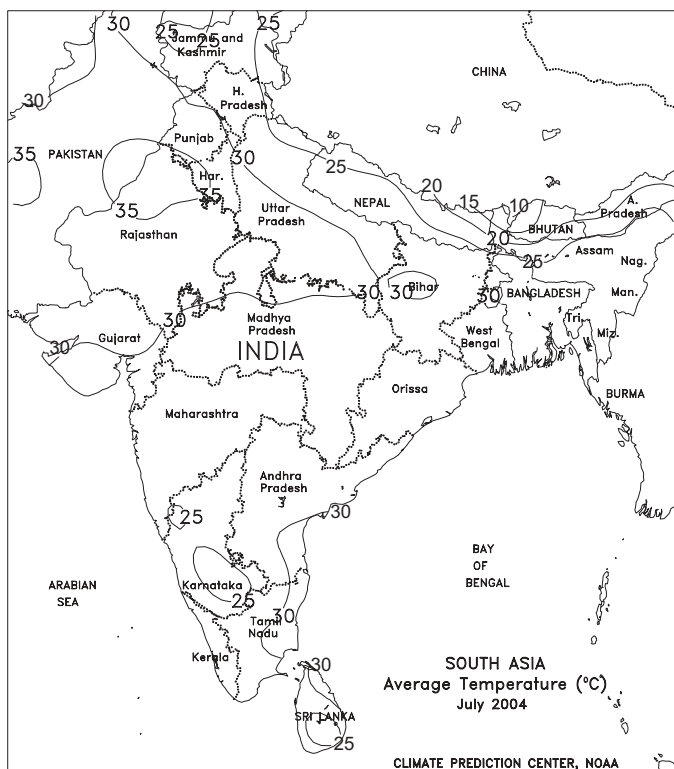 30
25
25
25
Jammu and
Kashmir
CHINA
H.
Pradesh
30
Punjab
PAKISTAN
35
30
25
Har.
35
20
15
10
NEPAL
A.
Pradesh
35
Uttar
Pradesh
BHUTAN
Rajasthan
20
Assam
25
Nag.
30
30
Bihar
30
BANGLADESH
Man.
30
Madhya
Pradesh
Tri.
Gujarat
West
Bengal
Miz.
30
INDIA
Orissa
BURMA
Maharashtra
Andhra
Pradesh
3
30
25
BAY
OF
BENGAL
ARABIAN
SEA
Karnataka
25
30
Tamil
Nadu
Kerala
30
SOUTH ASIA
Average Temperature (°C)
July 2004
SRI LANKA
25
CLIMATE PREDICTION CENTER, NOAA